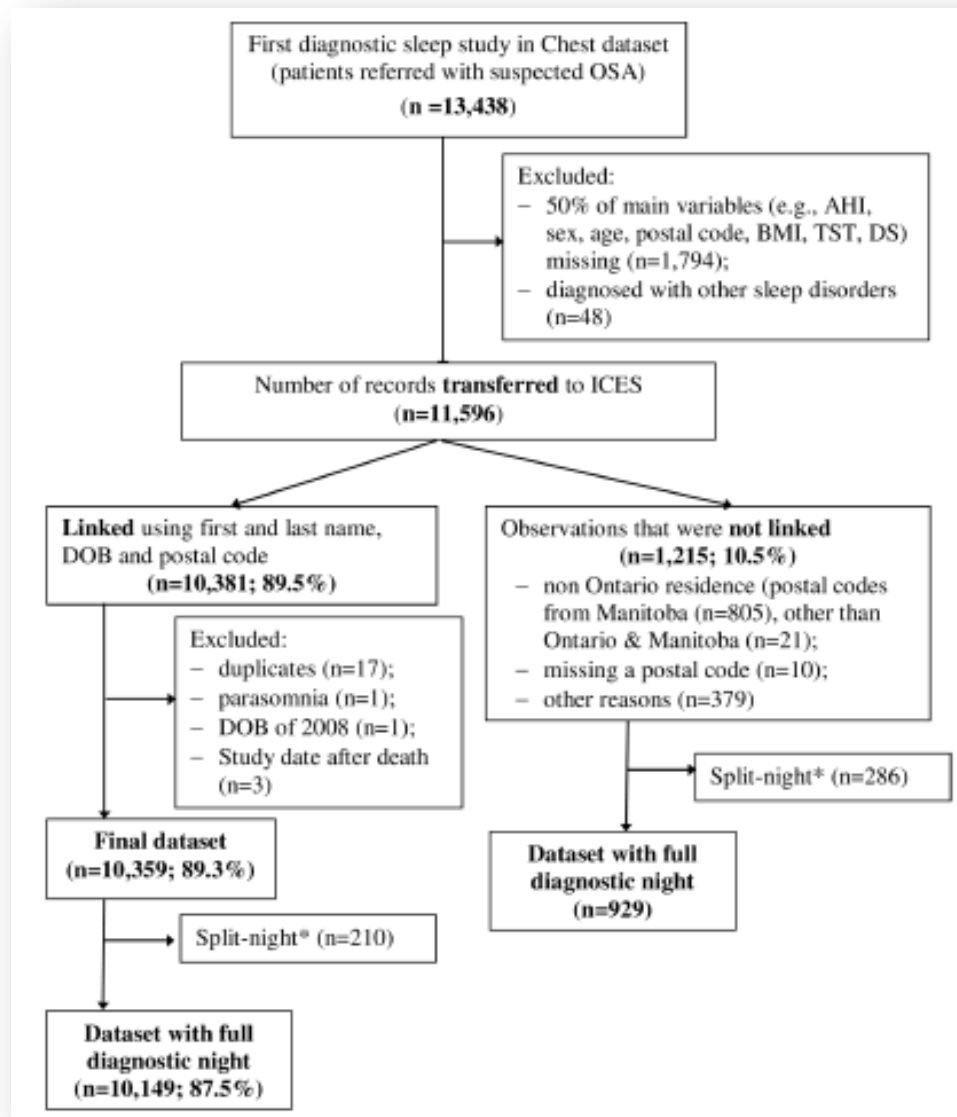 First diagnostic sleep study in Chest dataset
(patients referred with suspected OSA)
(n =13,438)
Excluded:
– 50% of main variables (e.g., AHI,
sex, age, postal code, BMI, TST, DS)
missing (n=1,794);
– diagnosed with other sleep disorders
(n=48)
Number of records transferred to ICES
(n=11,596)
Linked using first and last name,
DOB and postal code
(n=10,381; 89.5%)
Observations that were not linked
(n=1,215; 10.5%)
– non Ontario residence (postal codes
from Manitoba (n=805), other than
Ontario & Manitoba (n=21);
– missing a postal code (n=10);
– other reasons (n=379)
Excluded:
– duplicates (n=17);
– parasomnia (n=1);
– DOB of 2008 (n=1);
– Study date after death
(n=3)
Split-night* (n=286)
Final dataset
(n=10,359; 89.3%)
Dataset with full
diagnostic night
(n=929)
Split-night* (n=210)
Dataset with full
diagnostic night
(n=10,149; 87.5%)